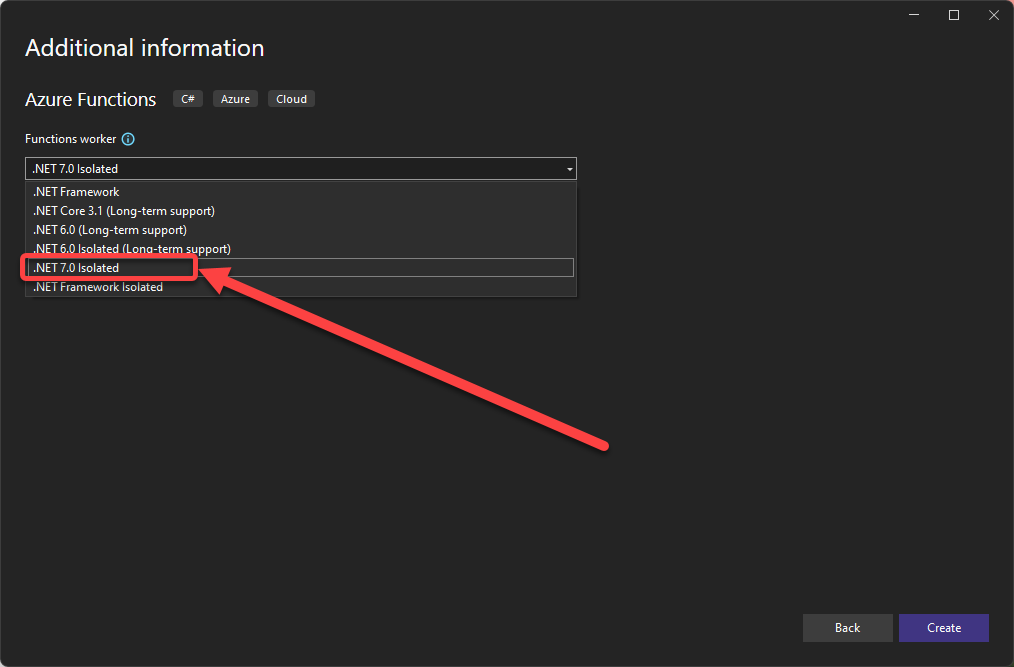 Additional information
Azure Functions C# Azure Cloud
Functions worker
.NET 7.0 Isolated
.NET Framework
.NET Core 3.1 (Long-term support)
.NET 6.0 (Long-term support)
.NET 6.0 Isolated (Long-term support)
.NET 7.0 Isolated
.NET Framework Isolated
Back Create